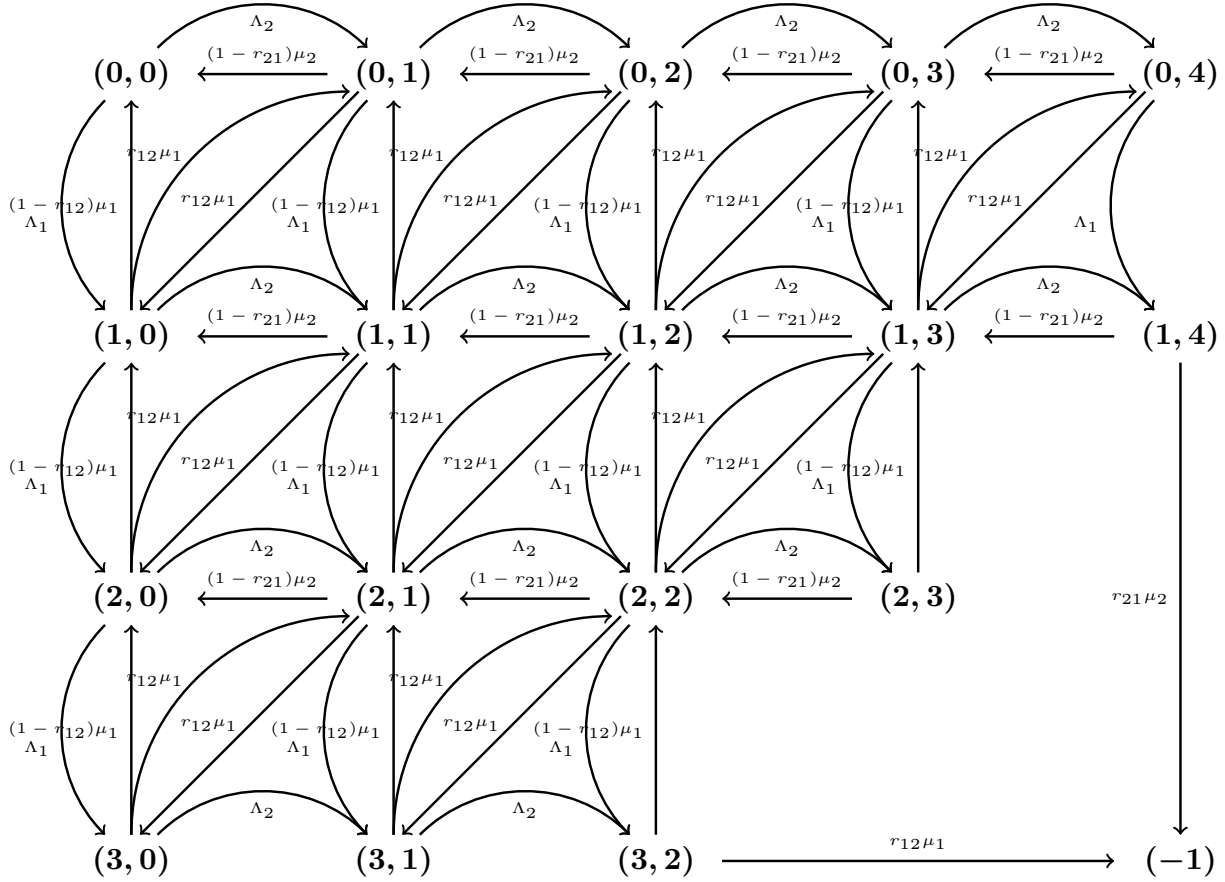 Λ₂ Λ₂ Λ₂ Λ₂
(1 − r₂₁)μ₂ (1 − r₂₁)μ₂ (1 − r₂₁)μ₂ (1 − r₂₁)μ₂
(0, 0) (0, 1) (0, 2) (0, 3) (0, 4)
r₁₂μ₁ r₁₂μ₁ r₁₂μ₁ r₁₂μ₁
(1 − r₁₂)μ₁ r₁₂μ₁ (1 − r₁₂)μ₁ r₁₂μ₁ (1 − r₁₂)μ₁ r₁₂μ₁ (1 − r₁₂)μ₁ r₁₂μ₁
Λ₁ Λ₁ Λ₁ Λ₁ Λ₁
Λ₂ Λ₂ Λ₂ Λ₂
(1 − r₂₁)μ₂ (1 − r₂₁)μ₂ (1 − r₂₁)μ₂ (1 − r₂₁)μ₂
(1, 0) (1, 1) (1, 2) (1, 3) (1, 4)
r₁₂μ₁ r₁₂μ₁ r₁₂μ₁
(1 − r₁₂)μ₁ r₁₂μ₁ (1 − r₁₂)μ₁ r₁₂μ₁ (1 − r₁₂)μ₁ r₁₂μ₁ (1 − r₁₂)μ₁
Λ₁ Λ₁ Λ₁ Λ₁
Λ₂ Λ₂ Λ₂
(1 − r₂₁)μ₂ (1 − r₂₁)μ₂ (1 − r₂₁)μ₂
(2, 0) (2, 1) (2, 2) (2, 3) r₂₁μ₂
r₁₂μ₁ r₁₂μ₁
(1 − r₁₂)μ₁ r₁₂μ₁ (1 − r₁₂)μ₁ r₁₂μ₁ (1 − r₁₂)μ₁
Λ₁ Λ₁ Λ₁
Λ₂ Λ₂
r₁₂μ₁
(3, 0) (3, 1) (3, 2) (−1)